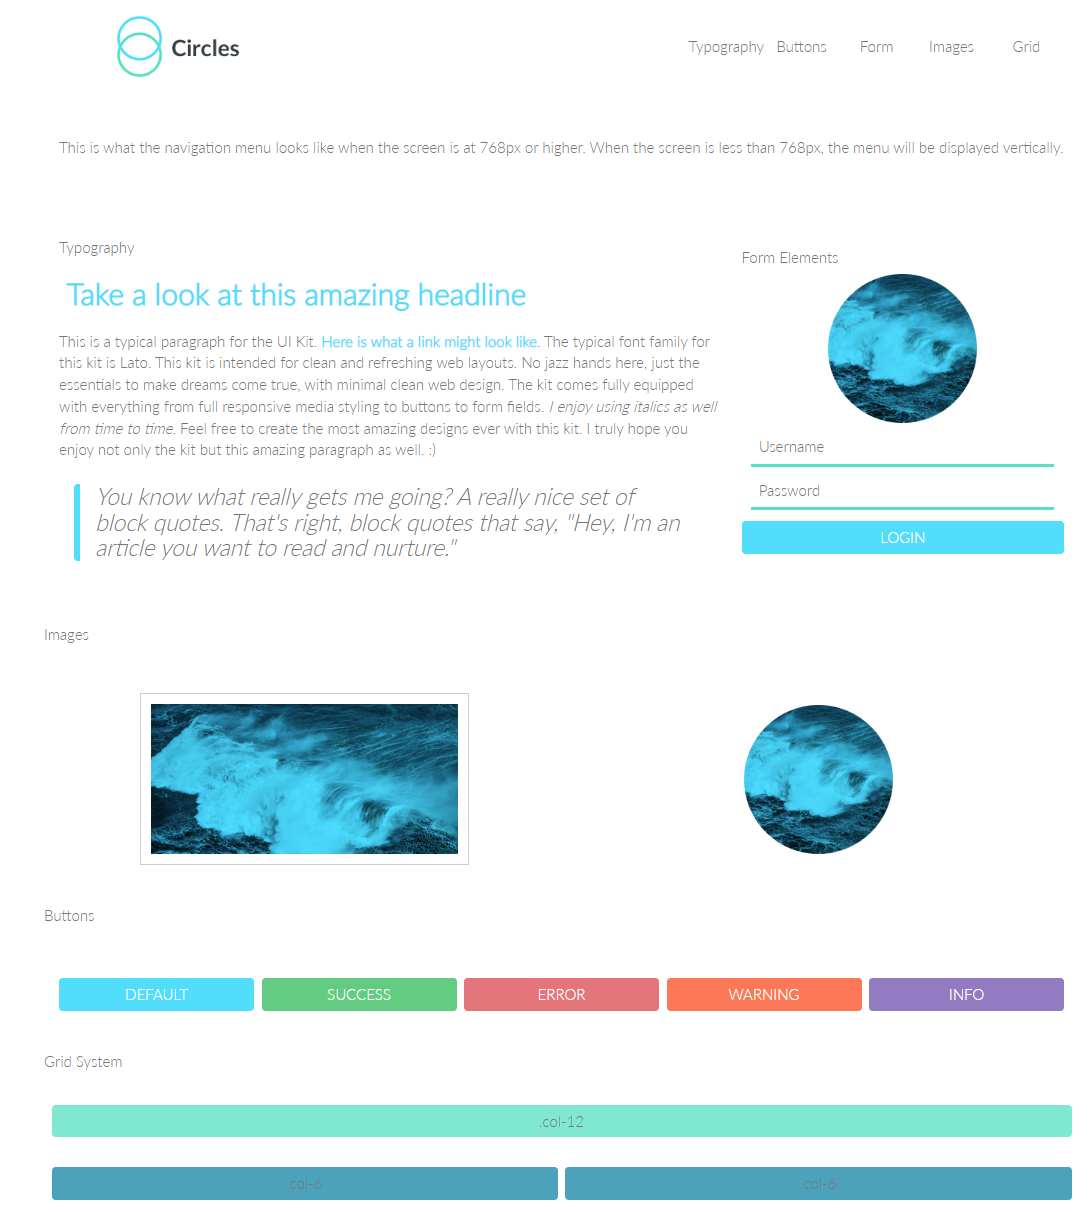 Circles
Typography Buttons Form Images Grid
This is what the navigation menu looks like when the screen is at 768px or higher. When the screen is less than 768px, the menu will be displayed vertically.
Typography
Take a look at this amazing headline
This is a typical paragraph for the UI Kit. Here is what a link might look like. The typical font family for
this kit is Lato. This kit is intended for clean and refreshing web layouts. No jazz hands here, just the
essentials to make dreams come true, with minimal clean web design. The kit comes fully equipped
with everything from full responsive media styling to buttons to form fields. I enjoy using italics as well
from time to time. Feel free to create the most amazing designs ever with this kit. I truly hope you
enjoy not only the kit but this amazing paragraph as well. :)
You know what really gets me going? A really nice set of
block quotes. That's right, block quotes that say, "Hey, I'm an
article you want to read and nurture."
Form Elements
Username
Password
LOGIN
Images
Buttons
DEFAULT SUCCESS ERROR WARNING INFO
Grid System
.col-12
.col-6 .col-6